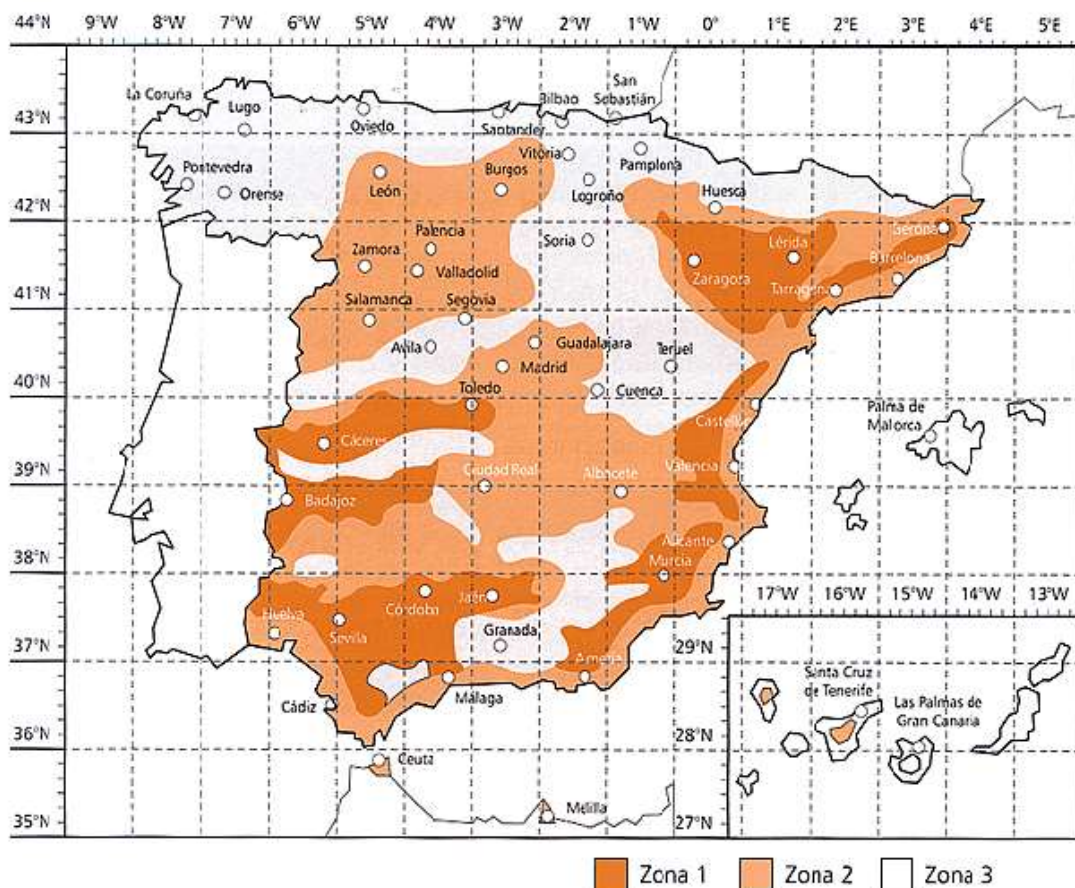 44°N 9°W 8°W 7°W 6°W 5°W 4°W 3°W 2°W 1°W 0° 1°E 2°E 3°E 4°E 5°E
La Coruña
Lugo
Oviedo
Santander
Bilbao
San
Sebastián
43°N
Vitoria
Pamplona
Pontevedra
Orense
León
Burgos
Logroño
Huesca
42°N
Zamora
Palencia
Valladolid
Soria
Zaragoza
Lérida
Tarragona
Barcelona
Gerona
41°N
Salamanca
Segovia
Avila
Guadalajara
Madrid
Teruel
40°N
Toledo
Cuenca
Cáceres
Palma de
Malorca
Valencia
39°N
Badajoz
Ciudad Real
Albacete
Alicante
38°N
Murcia
Huelva
Sevilla
Córdoba
Jaén
Granada
37°N
Cádiz
Málaga
36°N
Ceuta
Melilla
35°N
17°W 16°W 15°W 14°W 13°W 12°W
29°N
Santa Cruz
de Tenerife
Las Palmas de
Gran Canaria
28°N
27°N
Zona 1 Zona 2 Zona 3